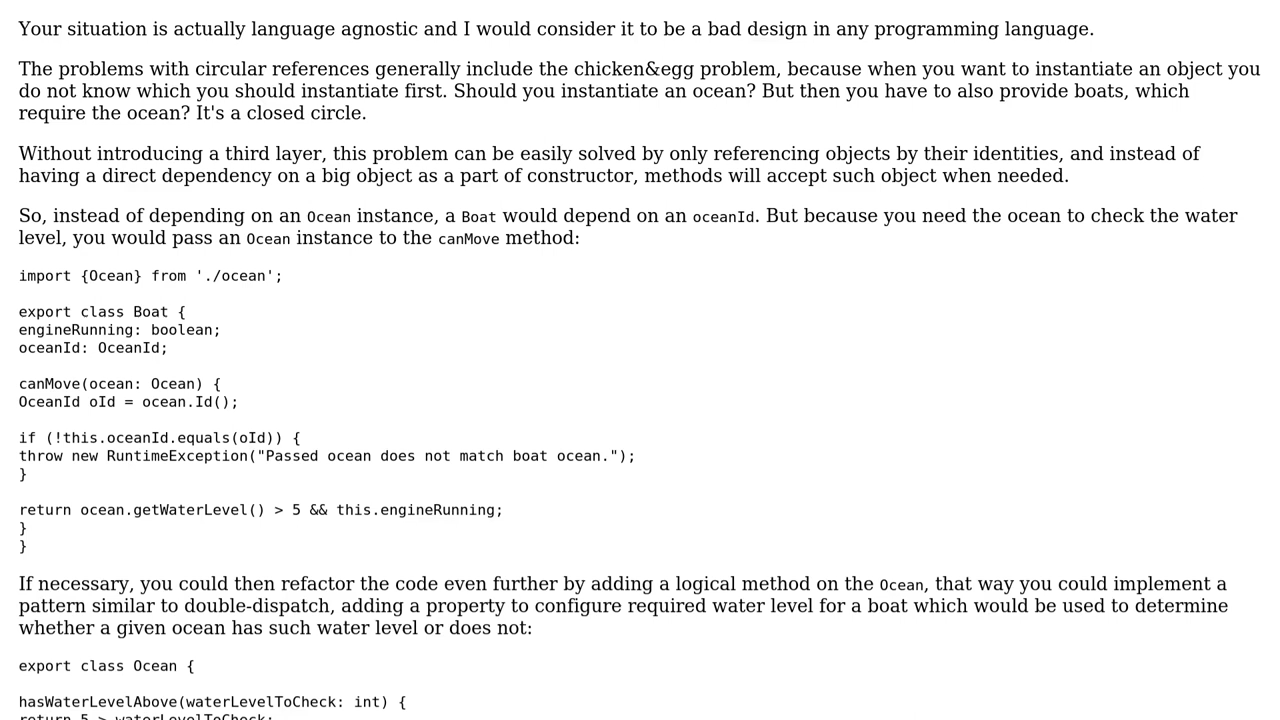 Your situation is actually language agnostic and I would consider it to be a bad design in any programming language.
The problems with circular references generally include the chicken&egg problem, because when you want to instantiate an object you
do not know which you should instantiate first. Should you instantiate an ocean? But then you have to also provide boats, which
require the ocean? It's a closed circle.
Without introducing a third layer, this problem can be easily solved by only referencing objects by their identities, and instead of
having a direct dependency on a big object as a part of constructor, methods will accept such object when needed.
So, instead of depending on an Ocean instance, a Boat would depend on an oceanId. But because you need the ocean to check the water
level, you would pass an Ocean instance to the canMove method:
import {Ocean} from './ocean';
export class Boat {
engineRunning: boolean;
oceanId: OceanId;
canMove(ocean: Ocean) {
OceanId oId = ocean.Id();
if (!this.oceanId.equals(oId)) {
throw new RuntimeException("Passed ocean does not match boat ocean.");
}
return ocean.getWaterLevel() > 5 && this.engineRunning;
}
}
If necessary, you could then refactor the code even further by adding a logical method on the Ocean, that way you could implement a
pattern similar to double-dispatch, adding a property to configure required water level for a boat which would be used to determine
whether a given ocean has such water level or does not:
export class Ocean {
hasWaterLevelAbove(waterLevelToCheck: int) {
return 5 > waterLevelToCheck;